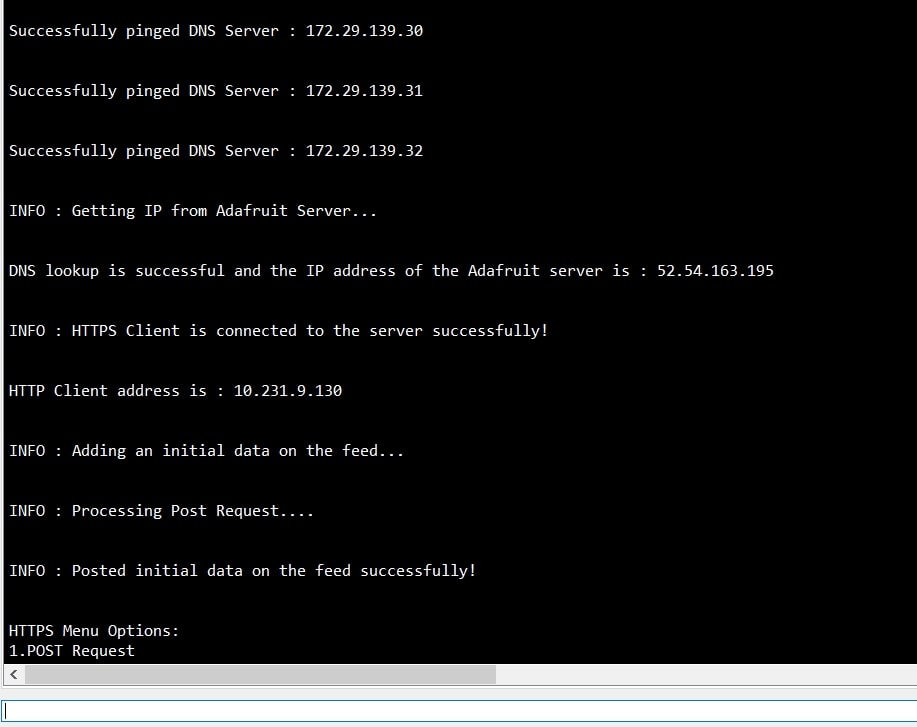 Successfully pinged DNS Server : 172.29.139.30
Successfully pinged DNS Server : 172.29.139.31
Successfully pinged DNS Server : 172.29.139.32
INFO : Getting IP from Adafruit Server...
DNS lookup is successful and the IP address of the Adafruit server is : 52.54.163.195
INFO : HTTPS Client is connected to the server successfully!
HTTP Client address is : 10.231.9.130
INFO : Adding an initial data on the feed...
INFO : Processing Post Request....
INFO : Posted initial data on the feed successfully!
HTTPS Menu Options:
1.POST Request